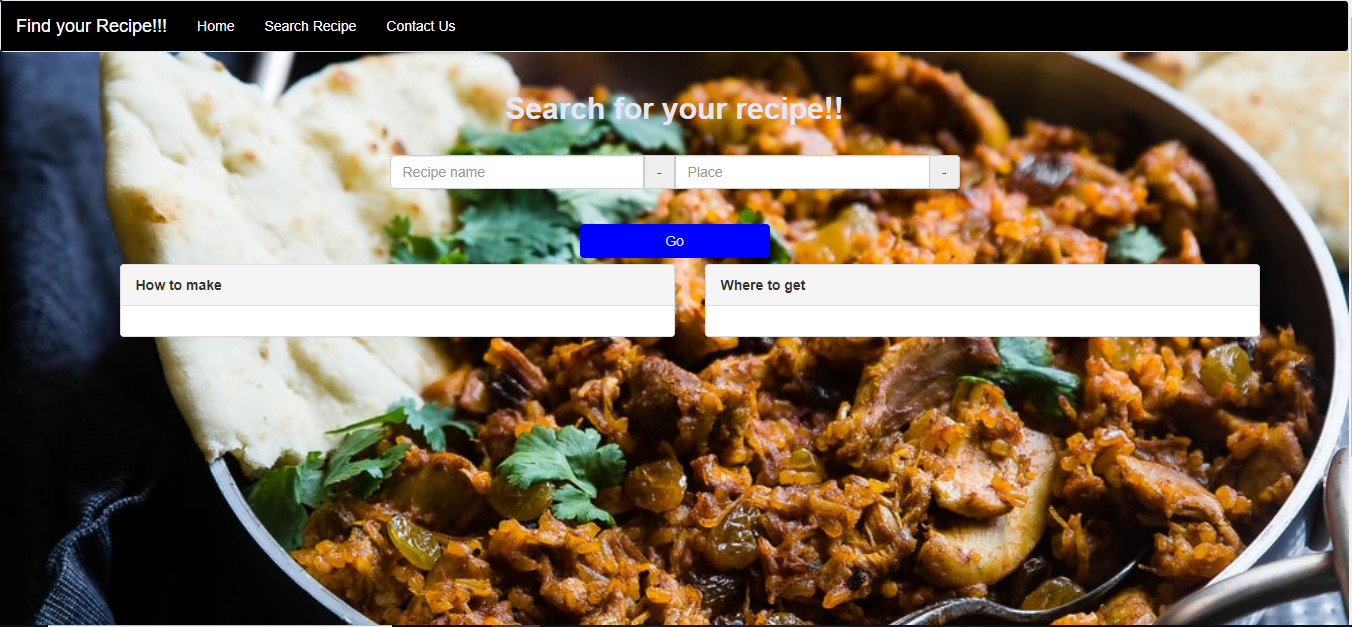 Find your Recipe!!! Home Search Recipe Contact Us
Search for your recipe!!
Recipe name - Place -
Go
How to make
Where to get